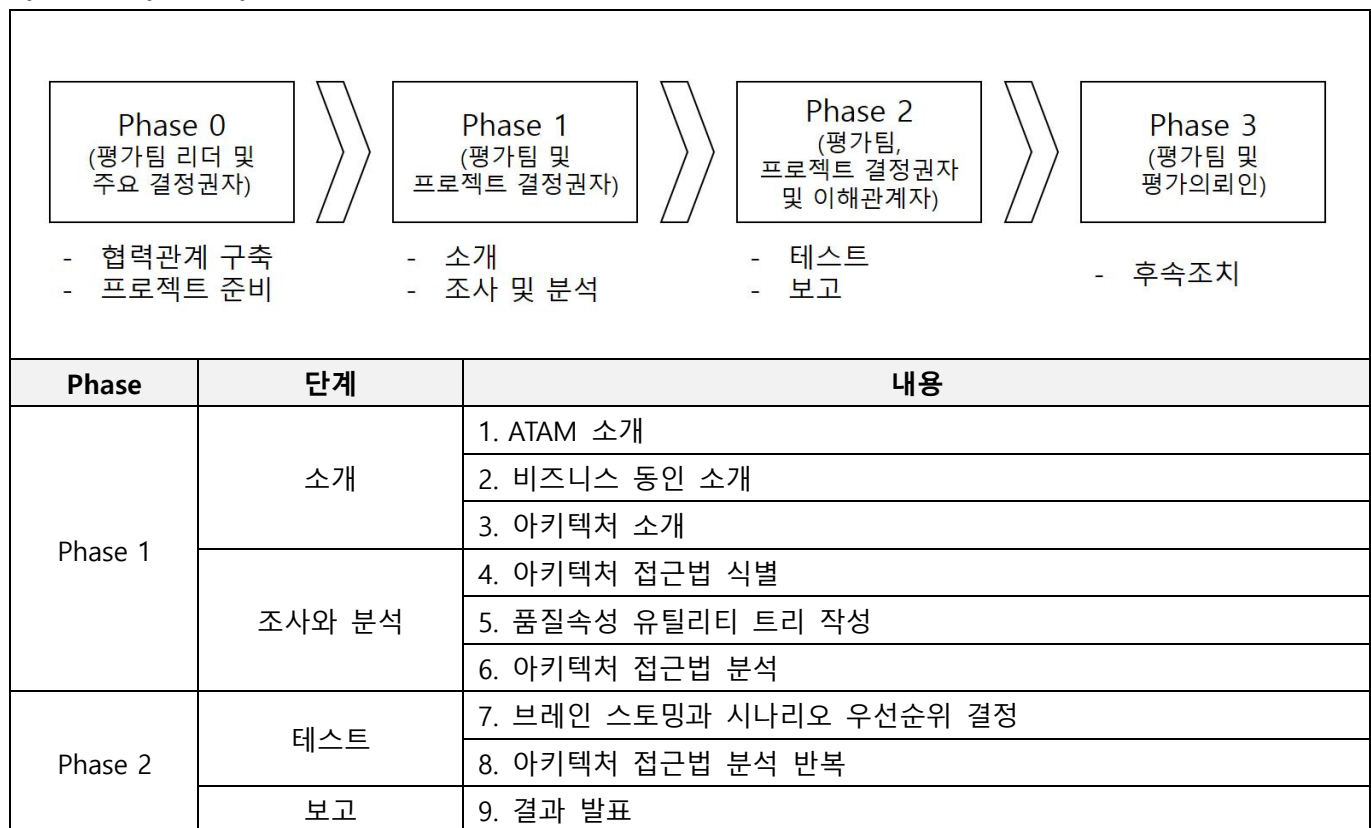 Phase 0
(평가팀 리더 및
주요 결정권자)
Phase 1
(평가팀 및
프로젝트 결정권자)
Phase 2
(평가팀,
프로젝트 결정권자
및 이해관계자)
Phase 3
(평가팀 및
평가의뢰인)
- 협력관계 구축
- 프로젝트 준비
- 소개
- 조사 및 분석
- 테스트
- 보고
- 후속조치
Phase 단계 내용
Phase 1
소개
1. ATAM 소개
2. 비즈니스 동인 소개
3. 아키텍처 소개
조사와 분석
4. 아키텍처 접근법 식별
5. 품질속성 유틸리티 트리 작성
6. 아키텍처 접근법 분석
Phase 2
테스트
7. 브레인 스토밍과 시나리오 우선순위 결정
8. 아키텍처 접근법 분석 반복
보고
9. 결과 발표